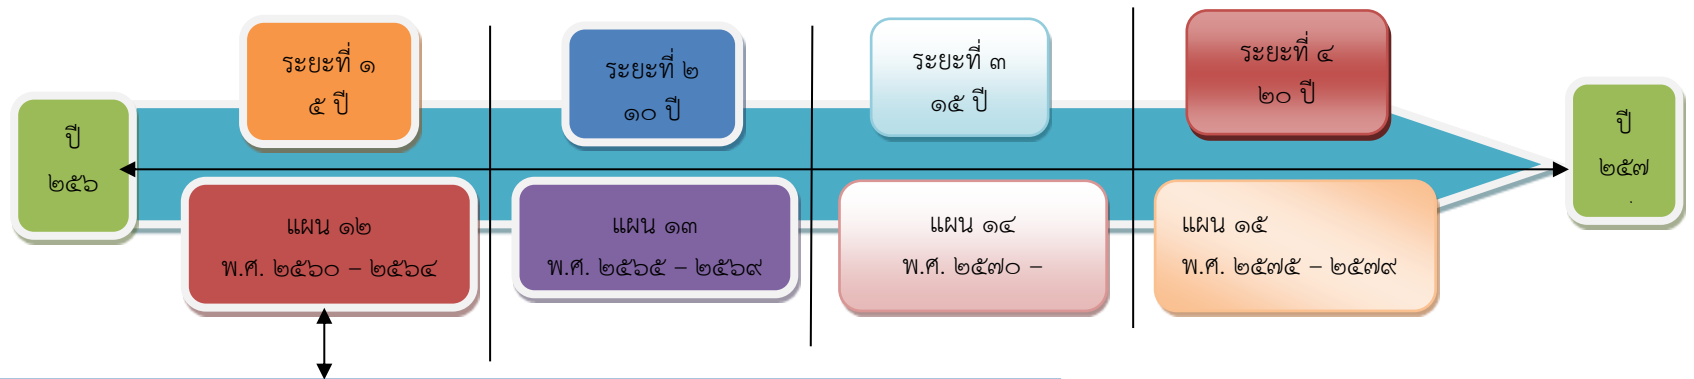 ระยะที่ ๑
๕ ปี
ระยะที่ ๒
๑๐ ปี
ระยะที่ ๓
๑๕ ปี
ระยะที่ ๔
๒๐ ปี
ปี
๒๕๖
ปี
๒๕๗
แผน ๑๒
พ.ศ. ๒๕๖๐ – ๒๕๖๔
แผน ๑๓
พ.ศ. ๒๕๖๕ – ๒๕๖๙
แผน ๑๔
พ.ศ. ๒๕๗๐ –
แผน ๑๕
พ.ศ. ๒๕๗๕ – ๒๕๗๙